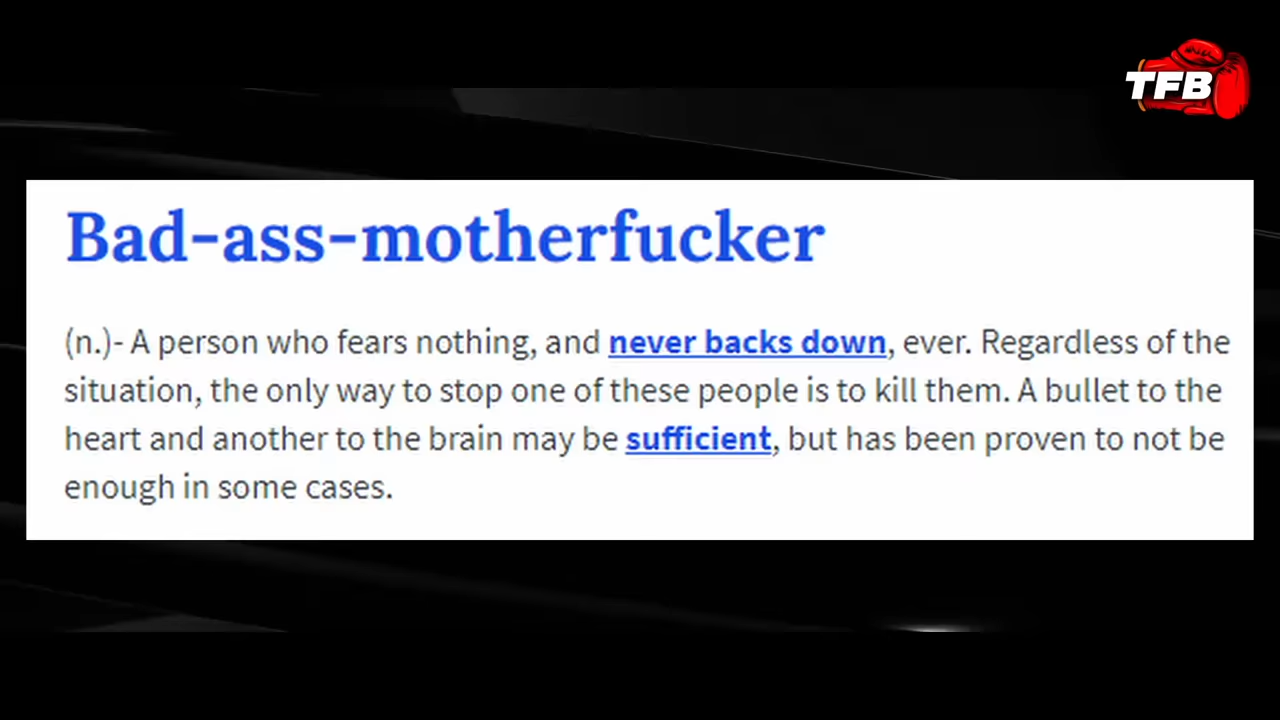 TFB
Bad-ass-motherfucker
(n.)- A person who fears nothing, and never backs down, ever. Regardless of the
situation, the only way to stop one of these people is to kill them. A bullet to the
heart and another to the brain may be sufficient, but has been proven to not be
enough in some cases.